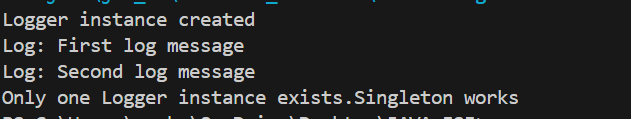 Logger instance created
Log: First log message
Log: Second log message
Only one Logger instance exists.Singleton works